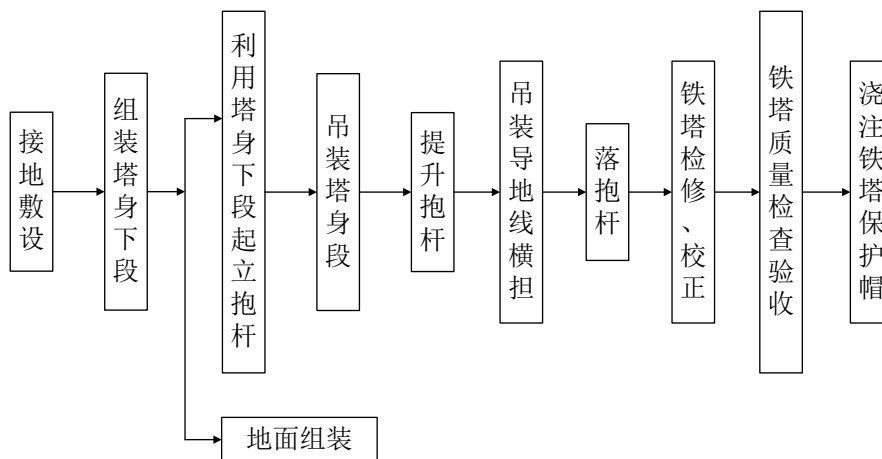 接地敷设
组装塔身下段
利用塔身下段起立抱杆
吊装塔身段
提升抱杆
吊装导地线横担
落抱杆
铁塔检修、校正
铁塔质量检查验收
浇注铁塔保护帽
地面组装